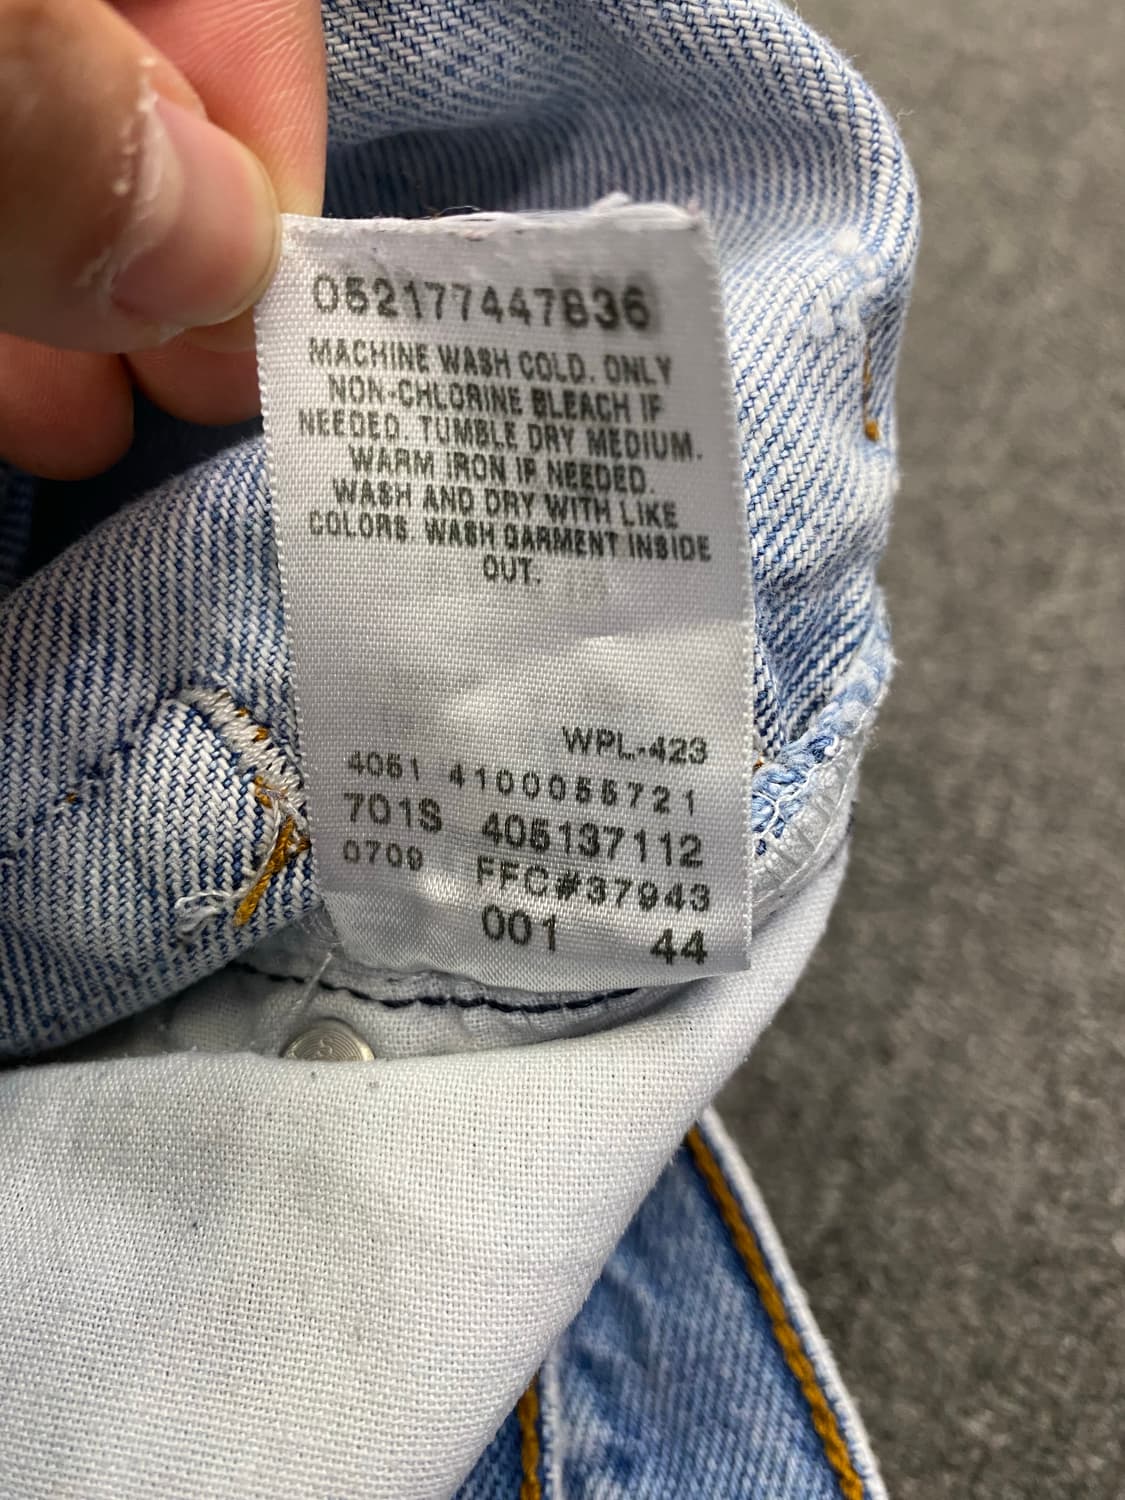 052177447836
MACHINE WASH COLD. ONLY
NON-CHLORINE BLEACH IF
NEEDED. TUMBLE DRY MEDIUM.
WARM IRON IF NEEDED.
WASH AND DRY WITH LIKE
COLORS. WASH GARMENT INSIDE
OUT.
WPL-423
4051 4100055721
701S 405137112
0709 FFC#37943
001 44